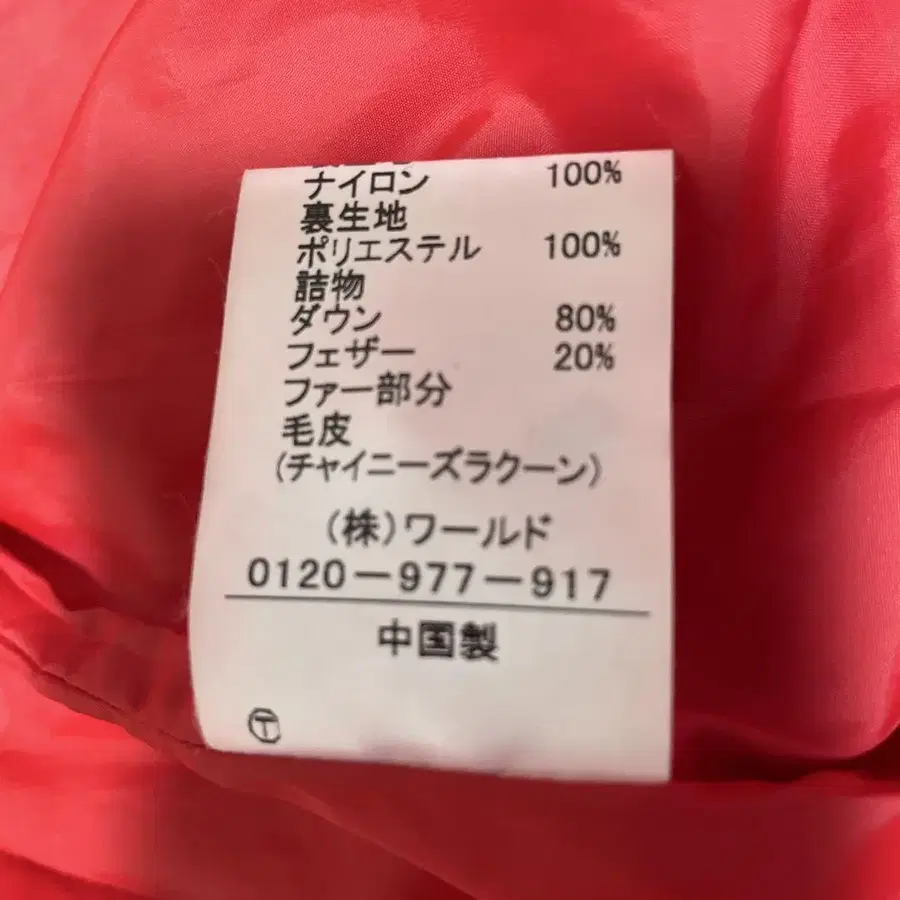 ナイロン 100%
裏生地
ポリエステル 100%
詰物
ダウン 80%
フェザー 20%
ファー部分
毛皮
(チャイニーズラクーン)
(株)ワールド
0120-977-917
中国製
Ⓣ